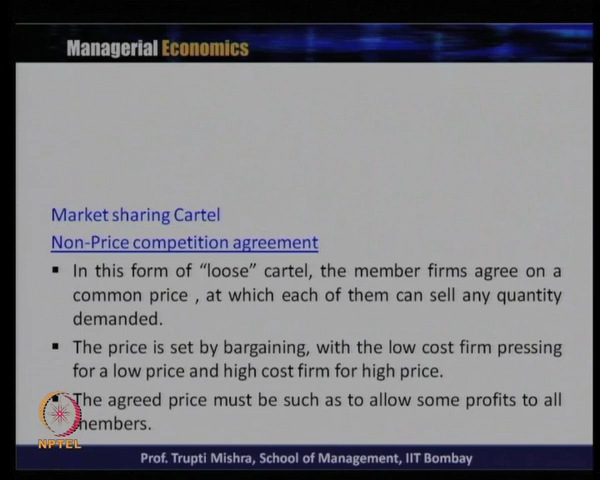 Managerial Economics
Market sharing Cartel
Non-Price competition agreement
▪ In this form of “loose” cartel, the member firms agree on a
common price , at which each of them can sell any quantity
demanded.
▪ The price is set by bargaining, with the low cost firm pressing
for a low price and high cost firm for high price.
▪ The agreed price must be such as to allow some profits to all
members.
NPTEL
Prof. Trupti Mishra, School of Management, IIT Bombay